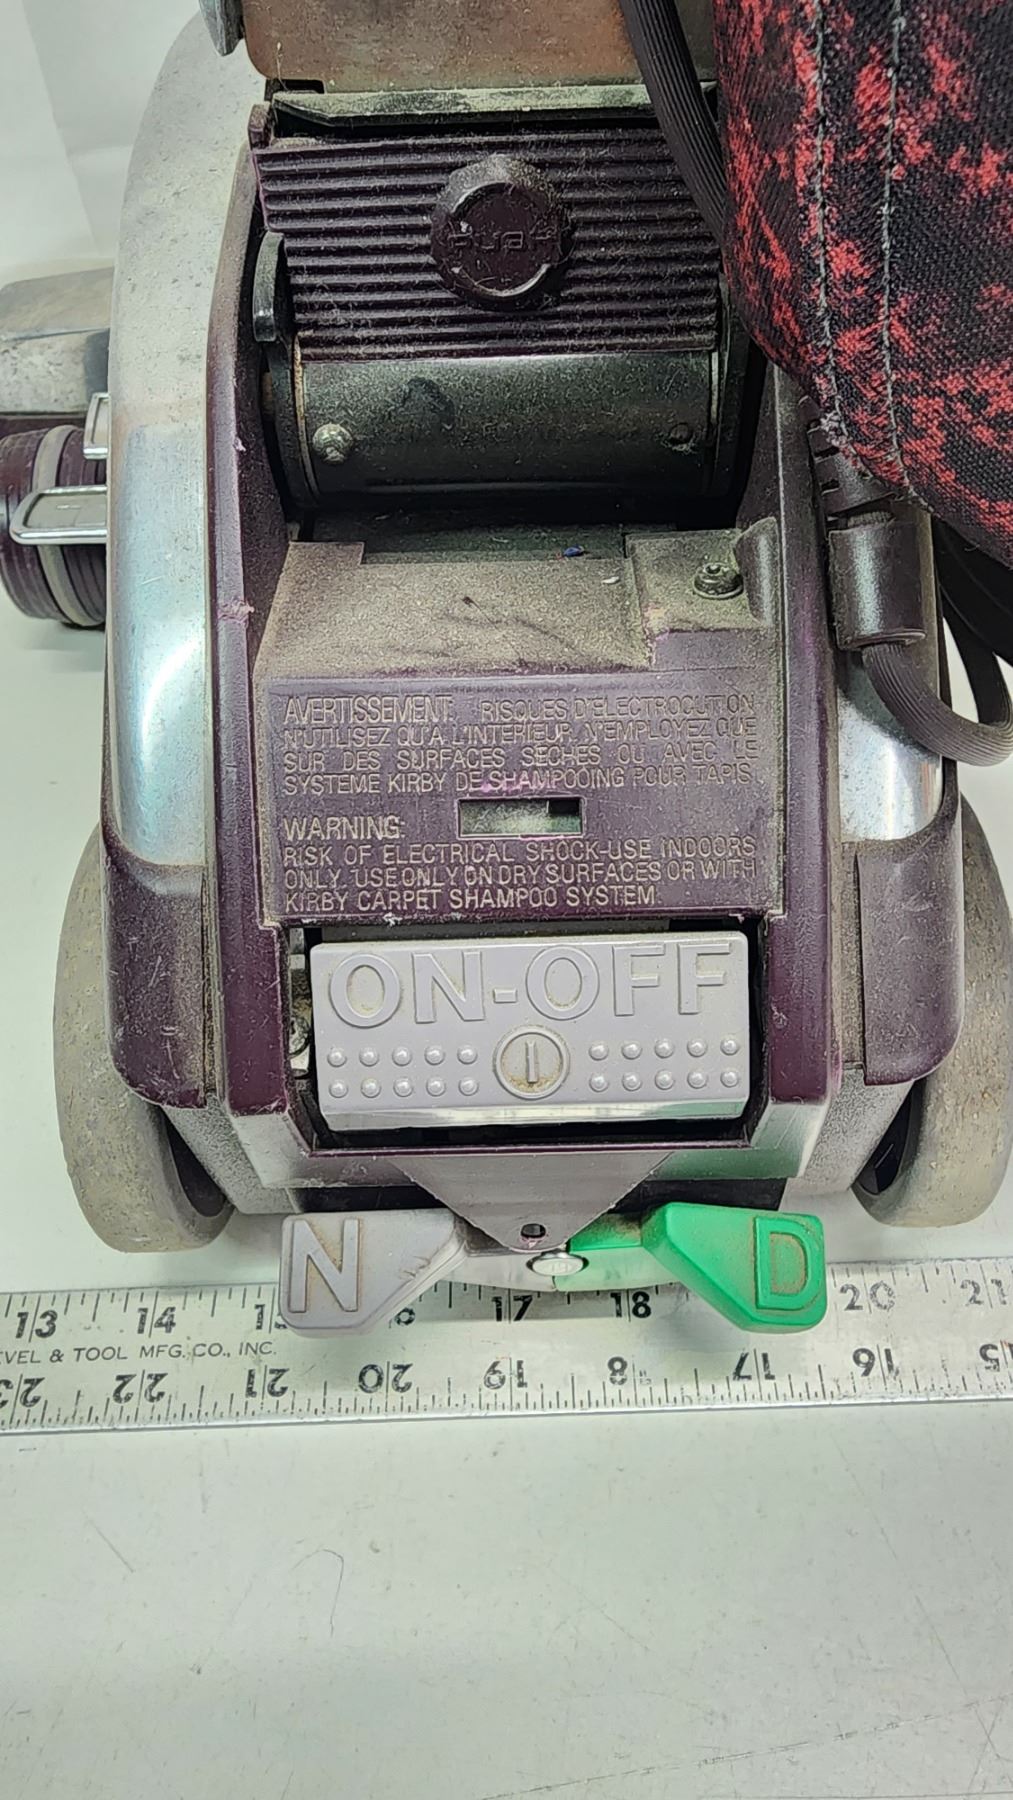 PUSH
AVERTISSEMENT: RISQUES D'ELECTROCUTION
N'UTILISEZ QU'A L'INTERIEUR. N'EMPLOYEZ QUE
SUR DES SURFACES SECHES OU AVEC LE
SYSTEME KIRBY DE SHAMPOOING POUR TAPIS.
WARNING:
RISK OF ELECTRICAL SHOCK-USE INDOORS
ONLY. USE ONLY ON DRY SURFACES OR WITH
KIRBY CARPET SHAMPOO SYSTEM.
ON-OFF
N D
13 14 17 18 20 21
EVEL & TOOL MFG. CO., INC.
23 22 21 20 19 18 17 16 15